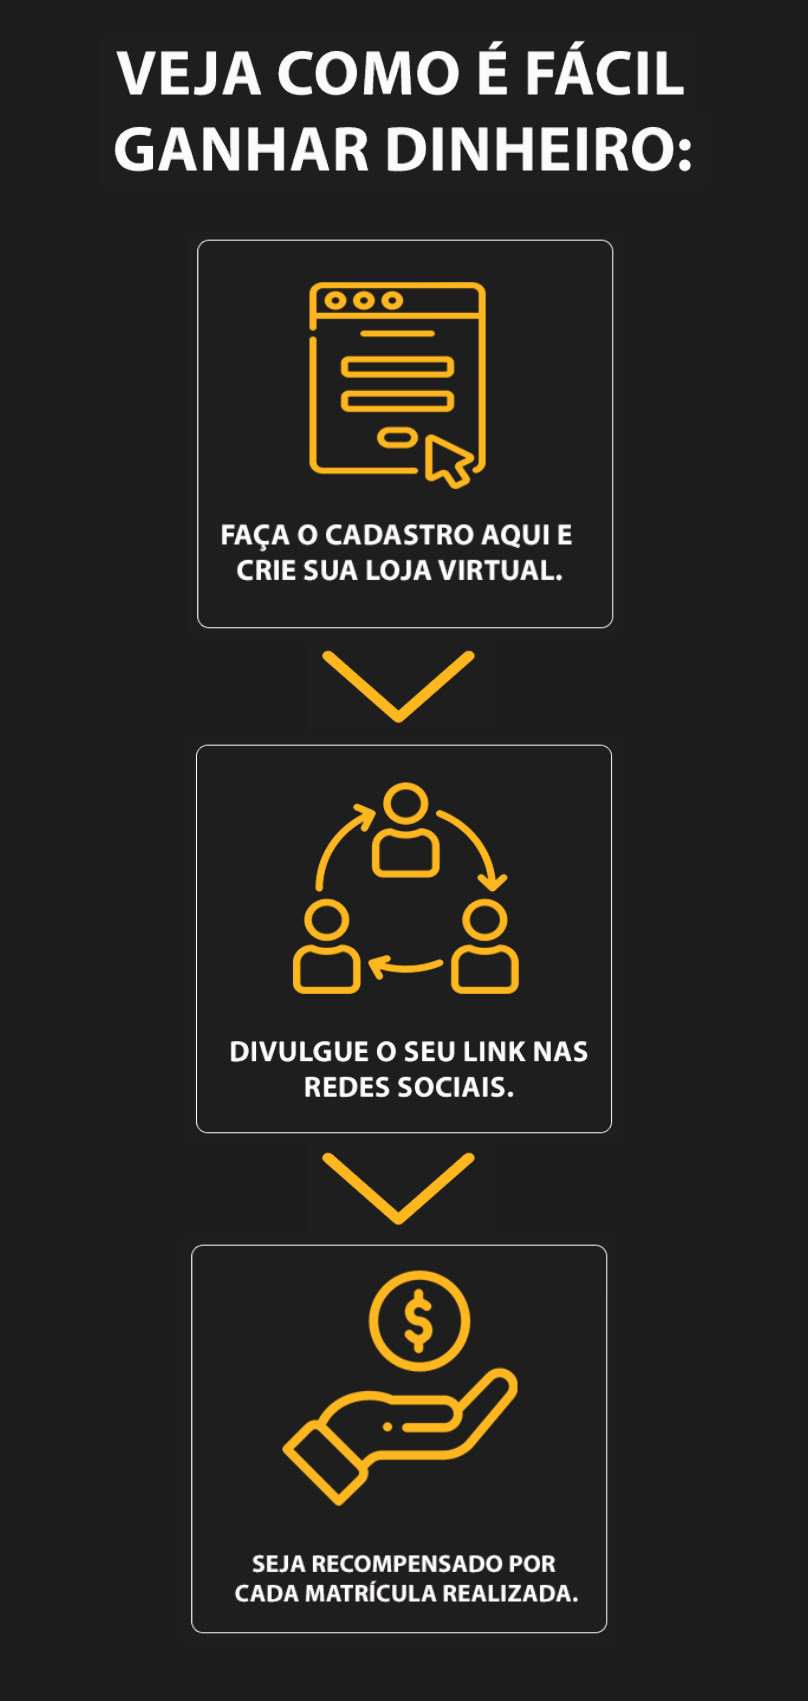 VEJA COMO É FÁCIL
GANHAR DINHEIRO:
FAÇA O CADASTRO AQUI E
CRIE SUA LOJA VIRTUAL.
DIVULGUE O SEU LINK NAS
REDES SOCIAIS.
$
SEJA RECOMPENSADO POR
CADA MATRÍCULA REALIZADA.